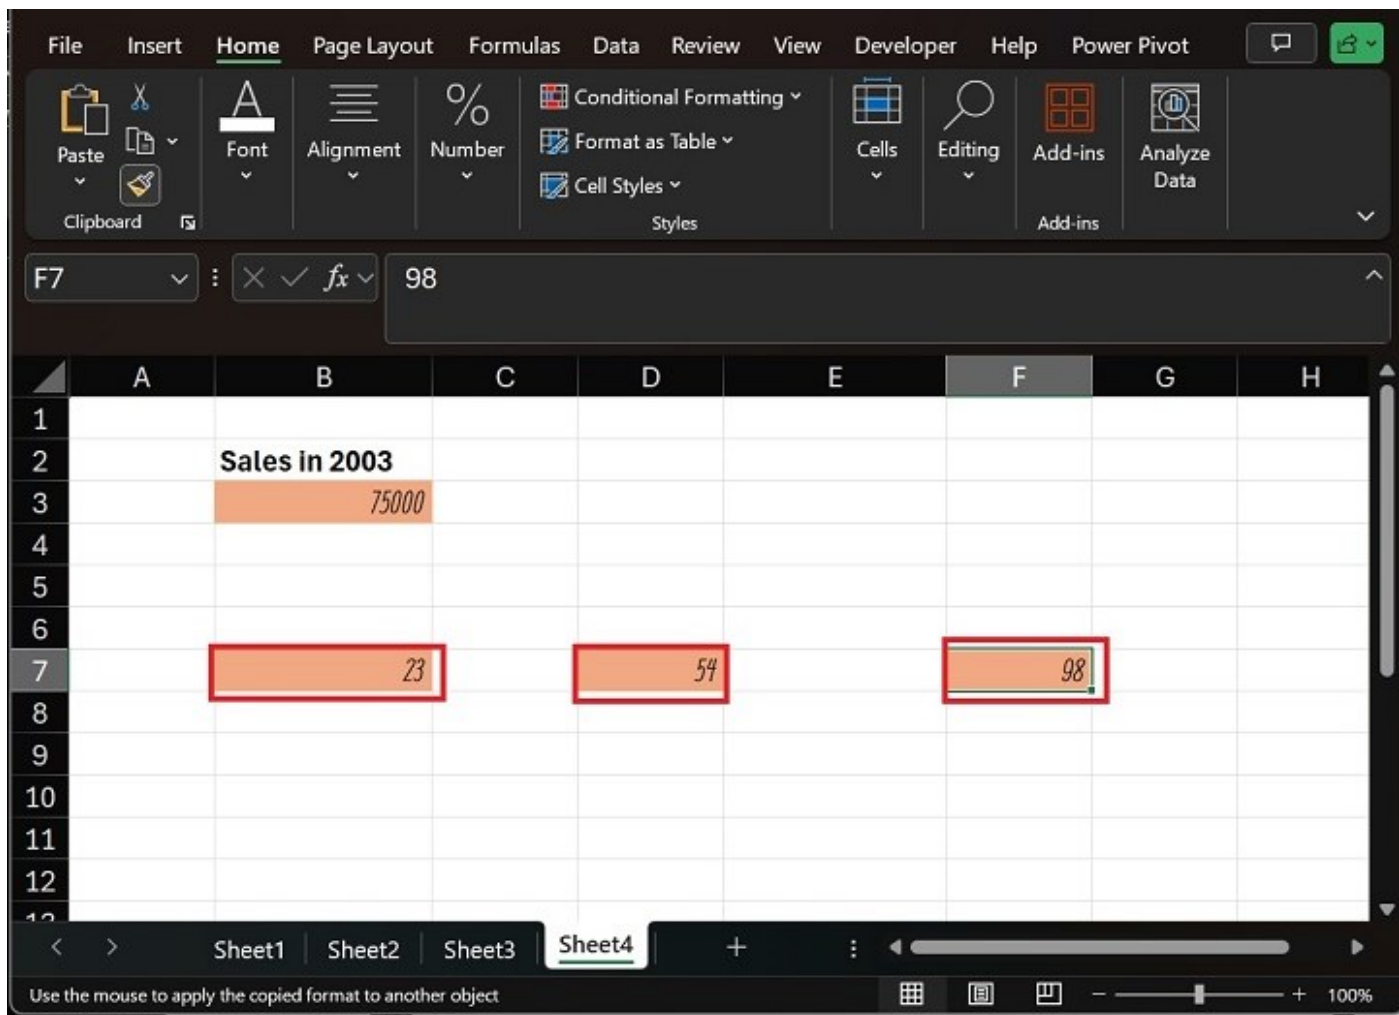 File Insert Home Page Layout Formulas Data Review View Developer Help Power Pivot
Paste
Clipboard
Font
Alignment
%
Number
Conditional Formatting
Format as Table
Cell Styles
Styles
Cells
Editing
Add-ins
Add-ins
Analyze
Data
F7 fx 98
A B C D E F G H
1
2 Sales in 2003
3 75000
4
5
6
7 23 54 98
8
9
10
11
12
13
Sheet1 Sheet2 Sheet3 Sheet4 +
Use the mouse to apply the copied format to another object − + 100%